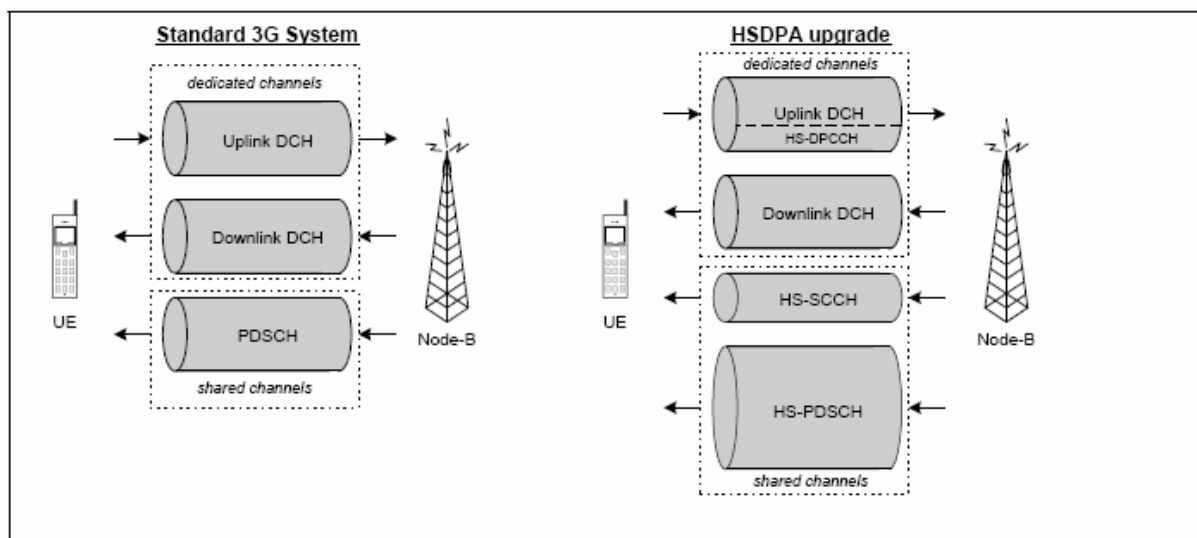 Standard 3G System
dedicated channels
Uplink DCH
Downlink DCH
UE
PDSCH
Node-B
shared channels
HSDPA upgrade
dedicated channels
Uplink DCH
HS-DPCCH
Downlink DCH
HS-SCCH
UE
Node-B
HS-PDSCH
shared channels